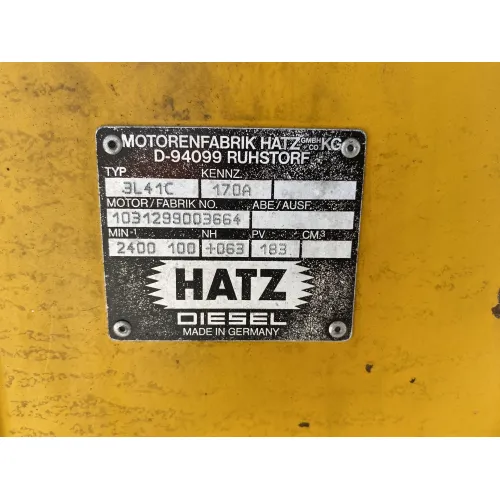 MOTORENFABRIK HATZ GMBH + CO KG
D-94099 RUHSTORF
TYP KENNZ.
3L41C 170A
MOTOR/FABRIK NO. ABE/AUSF.
1031299003664
MIN-¹ NH PV CM³
2400 100 +063 183
HATZ
DIESEL
MADE IN GERMANY